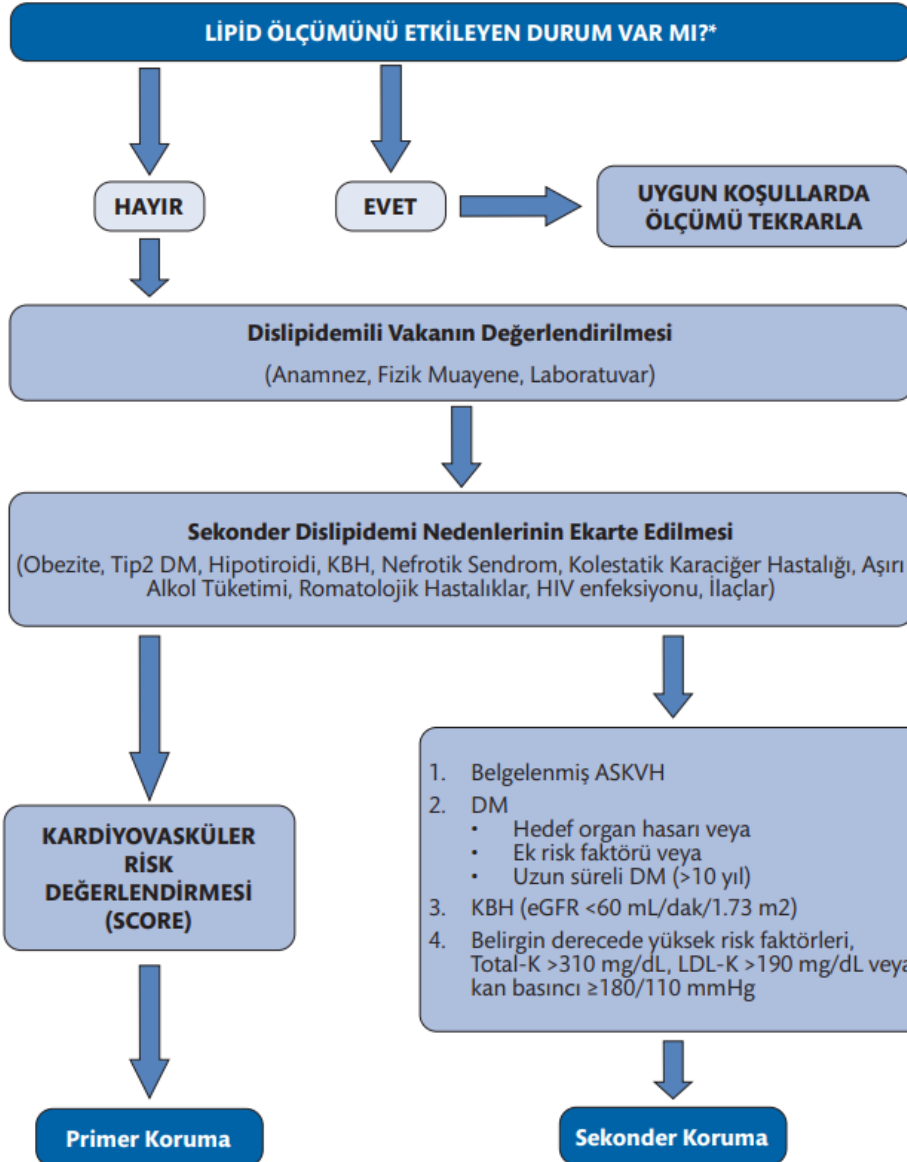 LİPİD ÖLÇÜMÜNÜ ETKİLEYEN DURUM VAR MI?*
HAYIR
EVET
UYGUN KOŞULLARDA
ÖLÇÜMÜ TEKRARLA
Dislipidemili Vakanın Değerlendirilmesi
(Anamnez, Fizik Muayene, Laboratuvar)
Sekonder Dislipidemi Nedenlerinin Ekarte Edilmesi
(Obezite, Tip2 DM, Hipotiroidi, KBH, Nefrotik Sendrom, Kolestatik Karaciğer Hastalığı, Aşırı
Alkol Tüketimi, Romatolojik Hastalıklar, HIV enfeksiyonu, İlaçlar)
KARDİYOVASKÜLER
RİSK
DEĞERLENDİRMESİ
(SCORE)
1. Belgelenmiş ASKVH
2. DM
• Hedef organ hasarı veya
• Ek risk faktörü veya
• Uzun süreli DM (>10 yıl)
3. KBH (eGFR <60 mL/dak/1.73 m2)
4. Belirgin derecede yüksek risk faktörleri,
Total-K >310 mg/dL, LDL-K >190 mg/dL veya
kan basıncı ≥180/110 mmHg
Primer Koruma
Sekonder Koruma